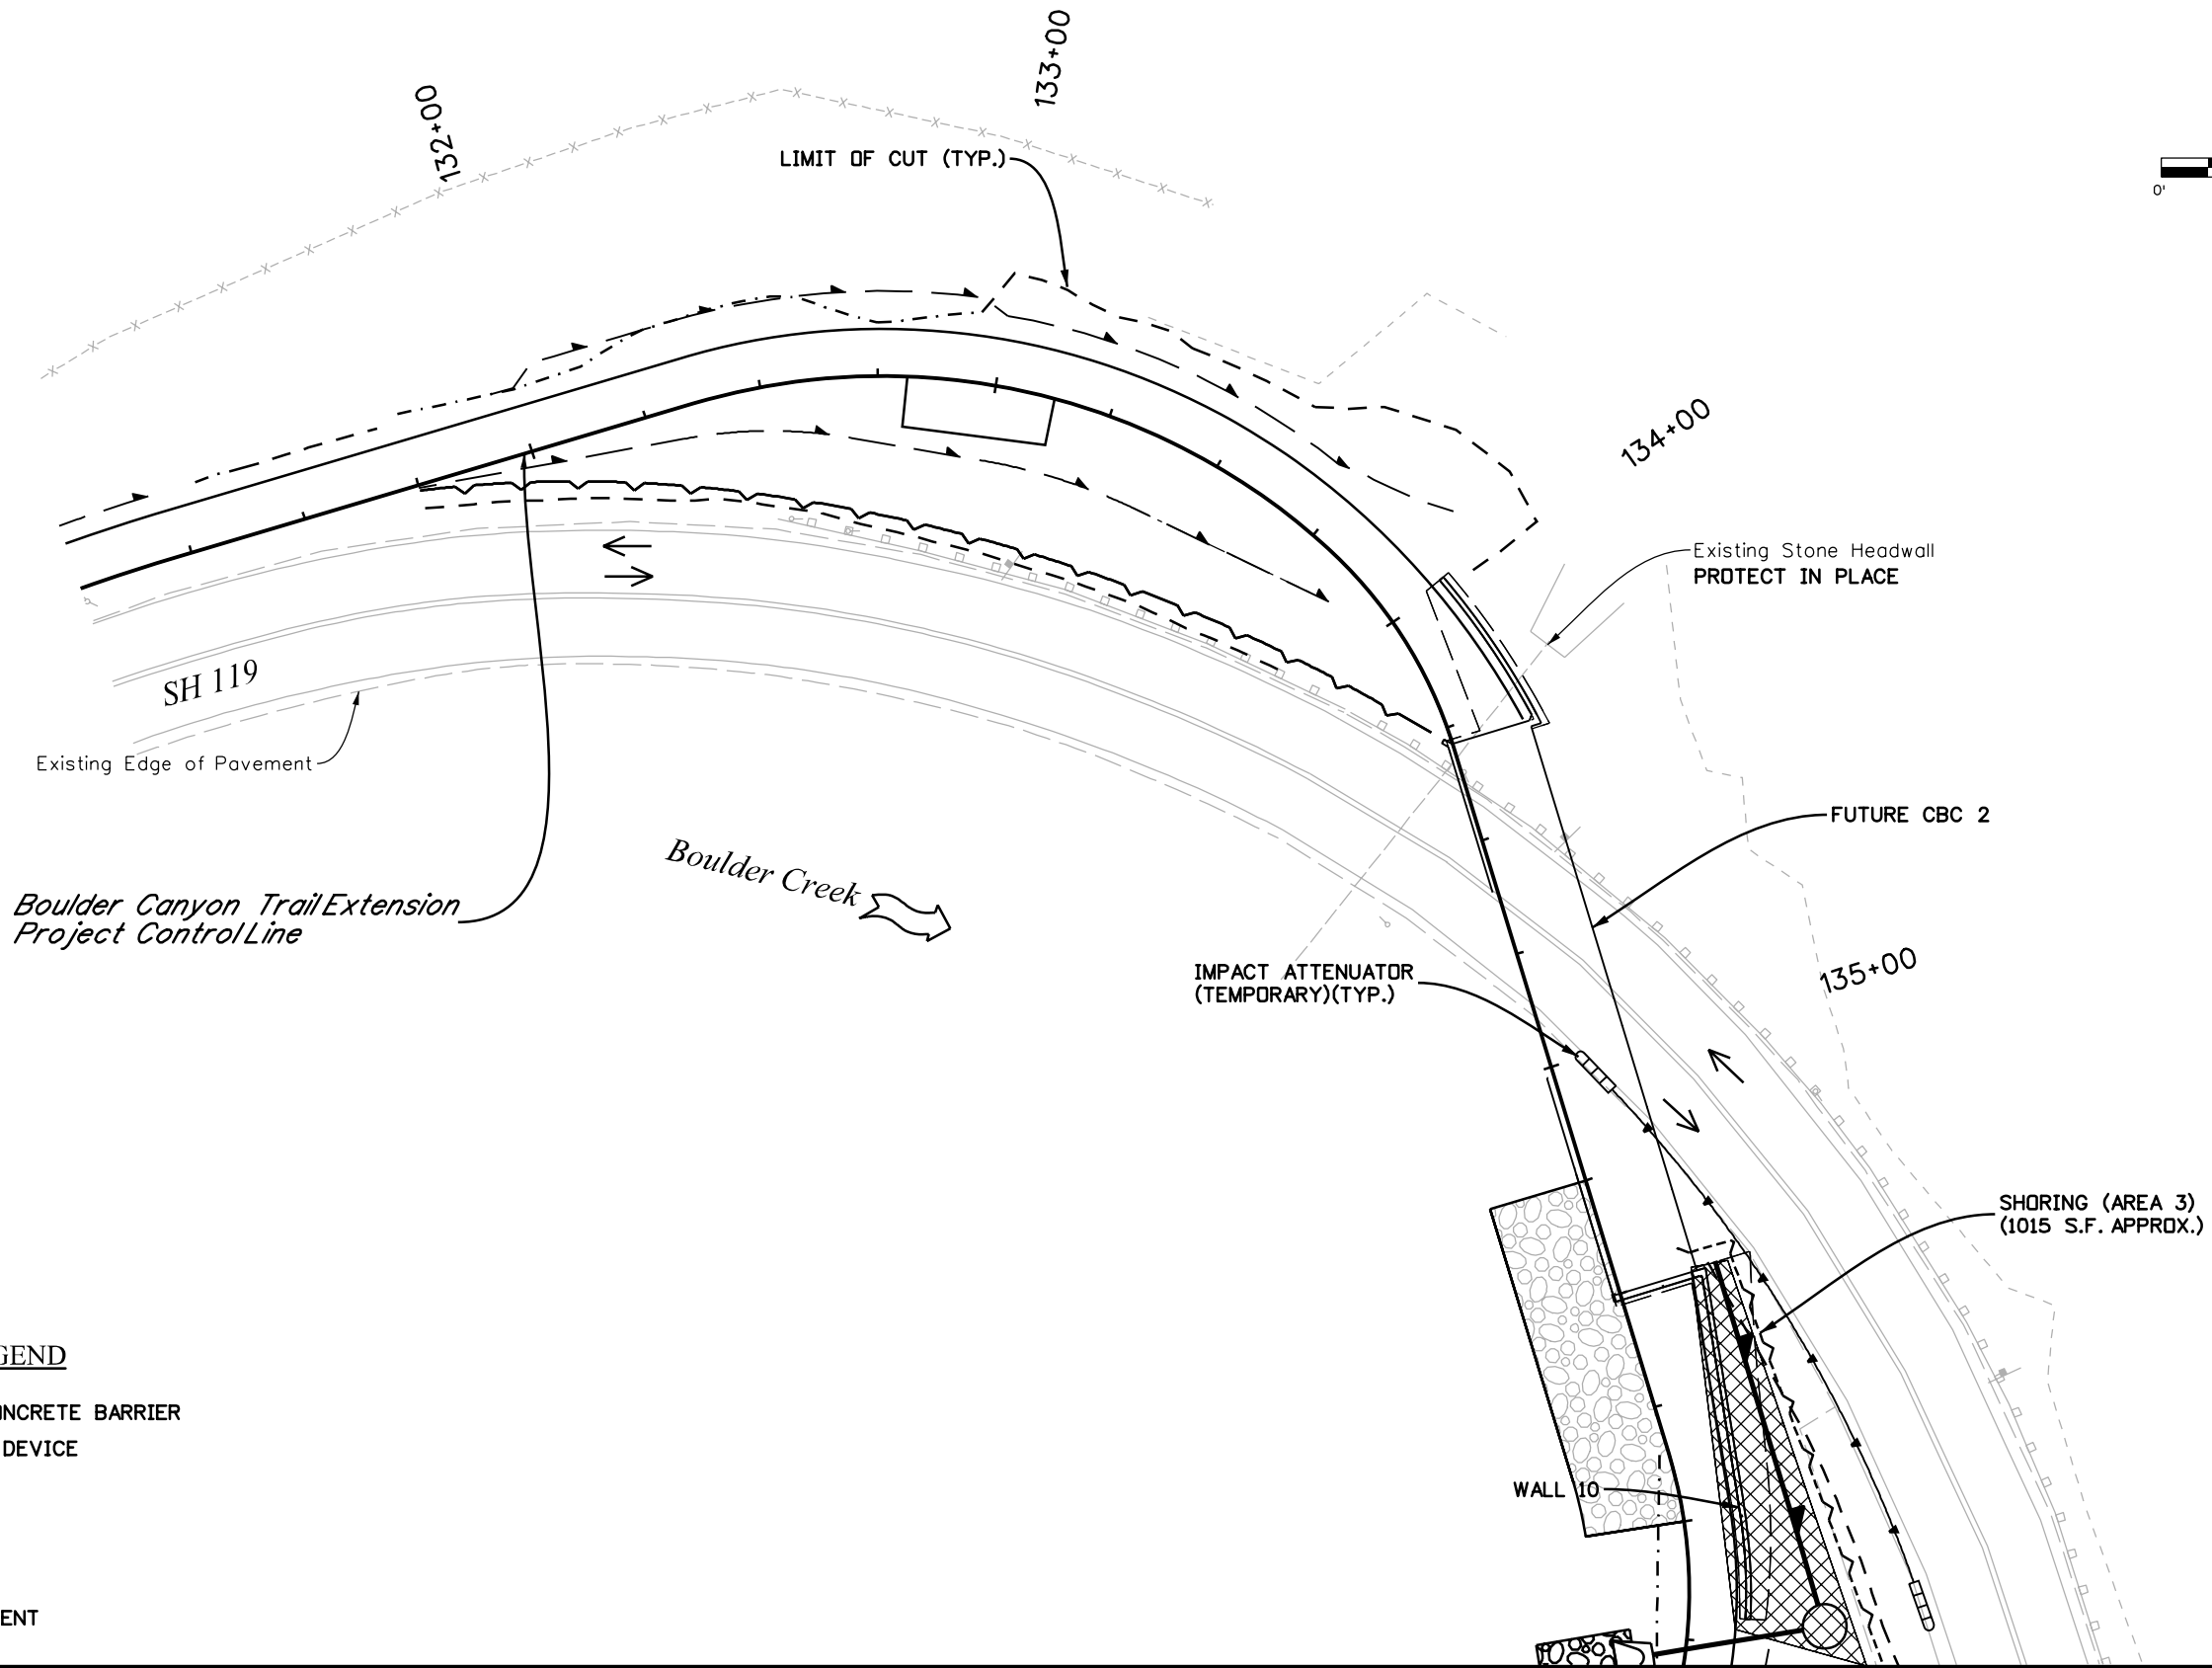 133+00
132+00
LIMIT OF CUT (TYP.)
0'
134+00
Existing Stone Headwall
PROTECT IN PLACE
SH 119
Existing Edge of Pavement
FUTURE CBC 2
Boulder Creek
Boulder Canyon Trail Extension
Project Control Line
135+00
IMPACT ATTENUATOR
(TEMPORARY)(TYP.)
SHORING (AREA 3)
(1015 S.F. APPROX.)
GEND
ONCRETE BARRIER
DEVICE
WALL 10
ENT